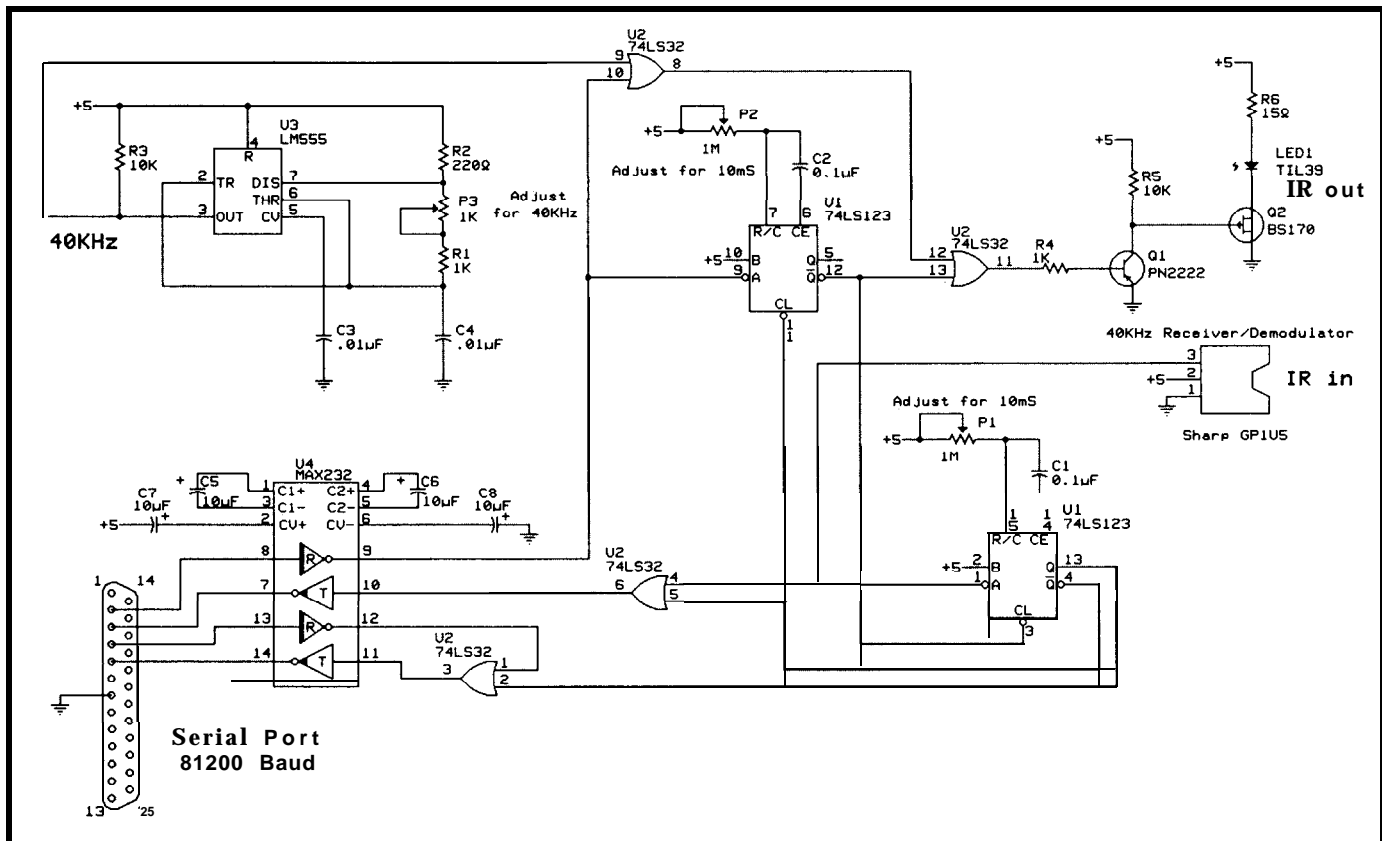 U2
74LS32
9
10
8
+5
R3
10K
U3
LM555
4
R
2
TR
DIS
7
THR
6
3
OUT
CV
5
R2
220Ω
P3
1K
Adjust
for 40KHz
R1
1K
40KHz
C3
.01µF
C4
.01µF
+5
P2
1M
Adjust for 10mS
C2
0.1µF
U1
74LS123
7
6
R/C CE
+5
10
B
9
A
Q
5
Q
12
CL
1
1
U2
74LS32
12
13
11
R4
1K
+5
R5
10K
Q1
PN2222
+5
R6
15Ω
LED1
TIL39
IR out
Q2
BS170
40KHz Receiver/Demodulator
3
+5
2
1
IR in
Sharp GP1U5
Adjust for 10mS
+5
P1
1M
C1
0.1µF
1
5
1
4
U1
74LS123
R/C CE
+5
2
B
1
A
Q
13
Q
4
CL
3
U4
MAX232
+
C5
10µF
1
C1+
3
C1-
2
CV+
C2+
4
C2-
5
CV-
6
+
C6
10µF
C7
10µF
+5
+
C8
10µF
+
8
R
9
7
T
10
13
R
12
14
T
11
U2
74LS32
6
4
5
U2
74LS32
3
1
2
1
14
13
'25
Serial Port
81200 Baud